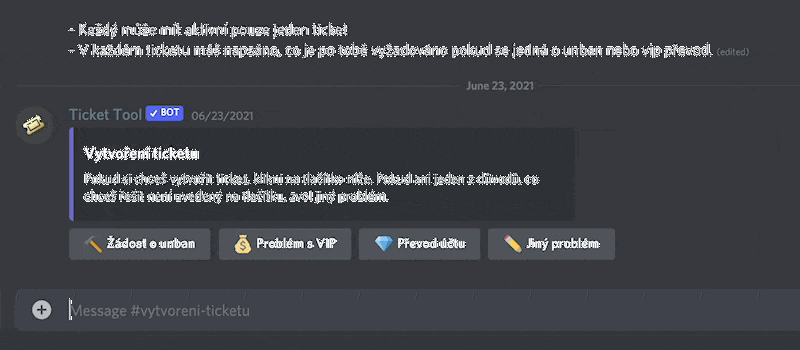 - Každý může mít aktivní pouze jeden ticket
- V každém ticketu máš napsáno, co je po tobě vyžadováno pokud se jedná o unban nebo vip převod. (edited)
June 23, 2021
Ticket Tool ✓ BOT 06/23/2021
Vytvoření ticketu
Pokud si chceš vytvořit ticket, klikni na tlačítko níže. Pokud ani jeden z důvodů, co
chceš řešit není uvedený na tlačítku, zvol jiný problém.
Žádost o unban Problém s VIP Převod účtu Jiný problém
Message #vytvoreni-ticketu